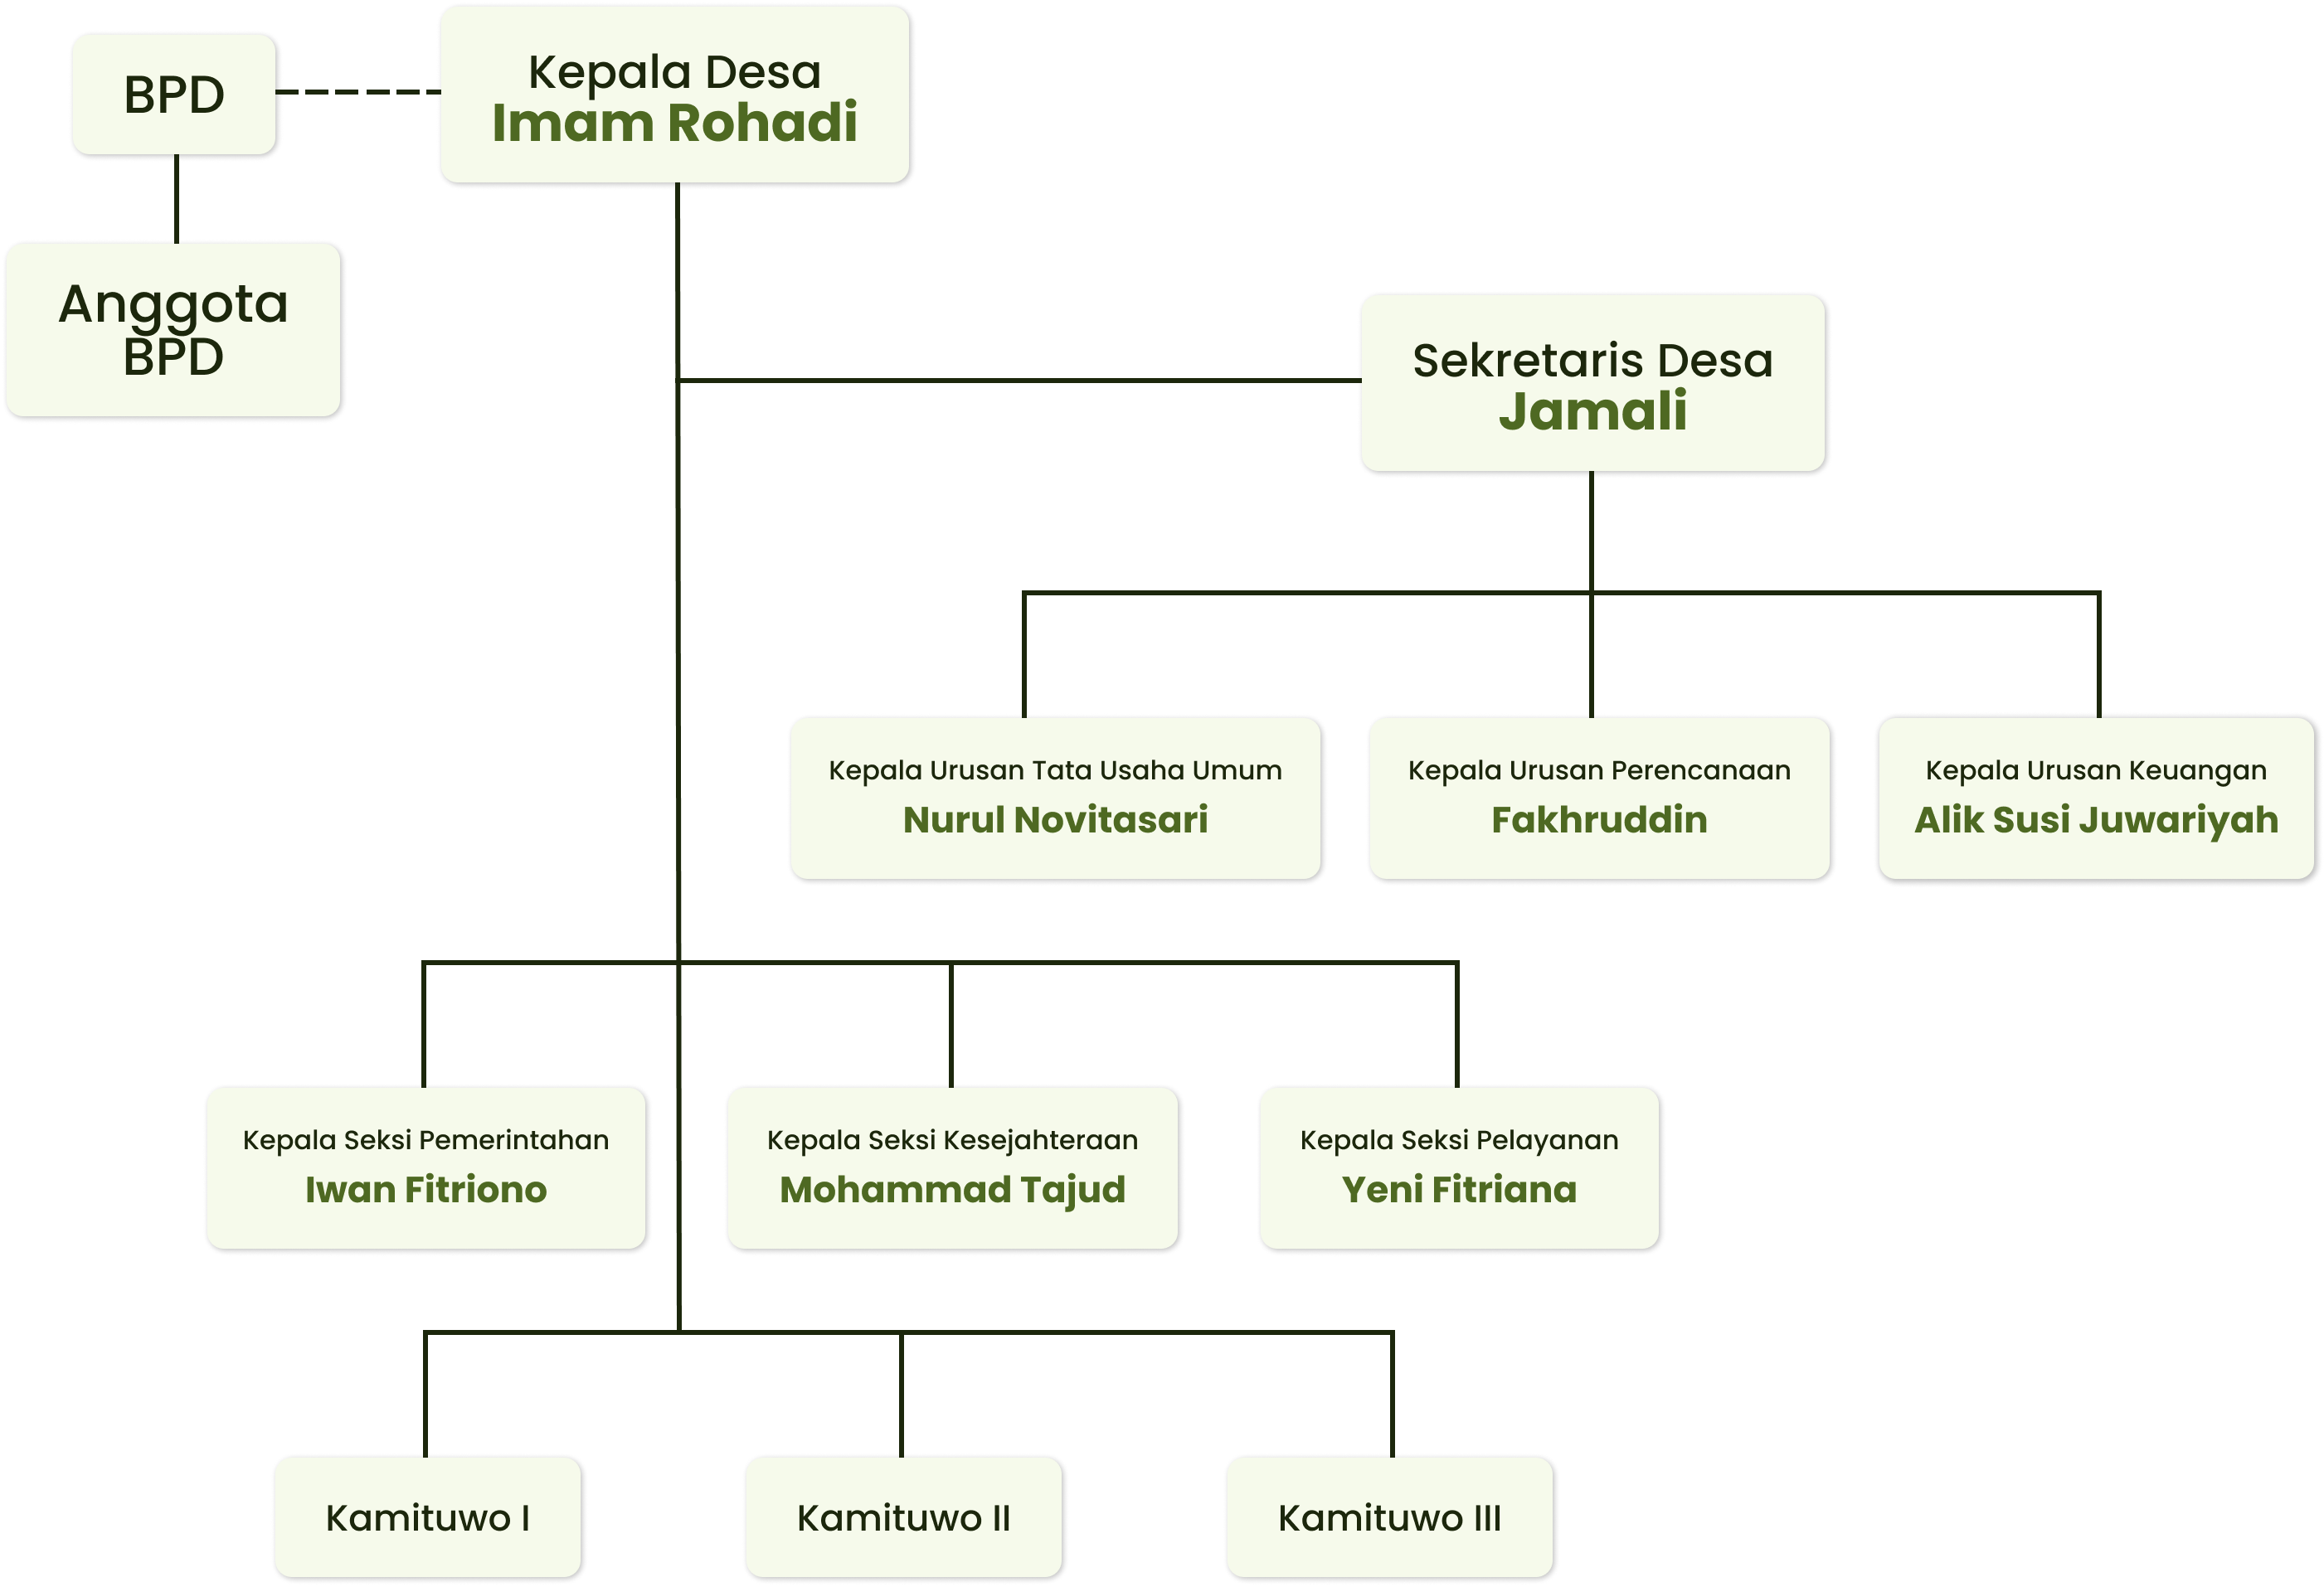 BPD
Kepala Desa
Imam Rohadi
Anggota
BPD
Sekretaris Desa
Jamali
Kepala Urusan Tata Usaha Umum
Nurul Novitasari
Kepala Urusan Perencanaan
Fakhruddin
Kepala Urusan Keuangan
Alik Susi Juwariyah
Kepala Seksi Pemerintahan
Iwan Fitriono
Kepala Seksi Kesejahteraan
Mohammad Tajud
Kepala Seksi Pelayanan
Yeni Fitriana
Kamituwo I
Kamituwo II
Kamituwo III